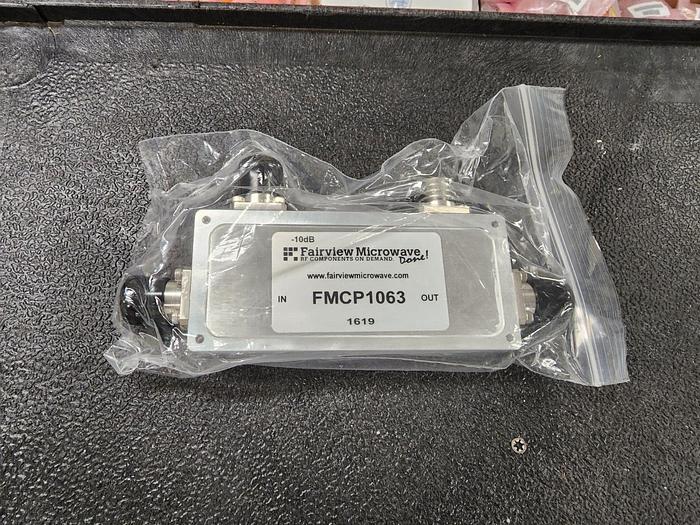 -10dB
Fairview Microwave
RF COMPONENTS ON DEMAND Done!
www.fairviewmicrowave.com
IN FMCP1063 OUT
1619